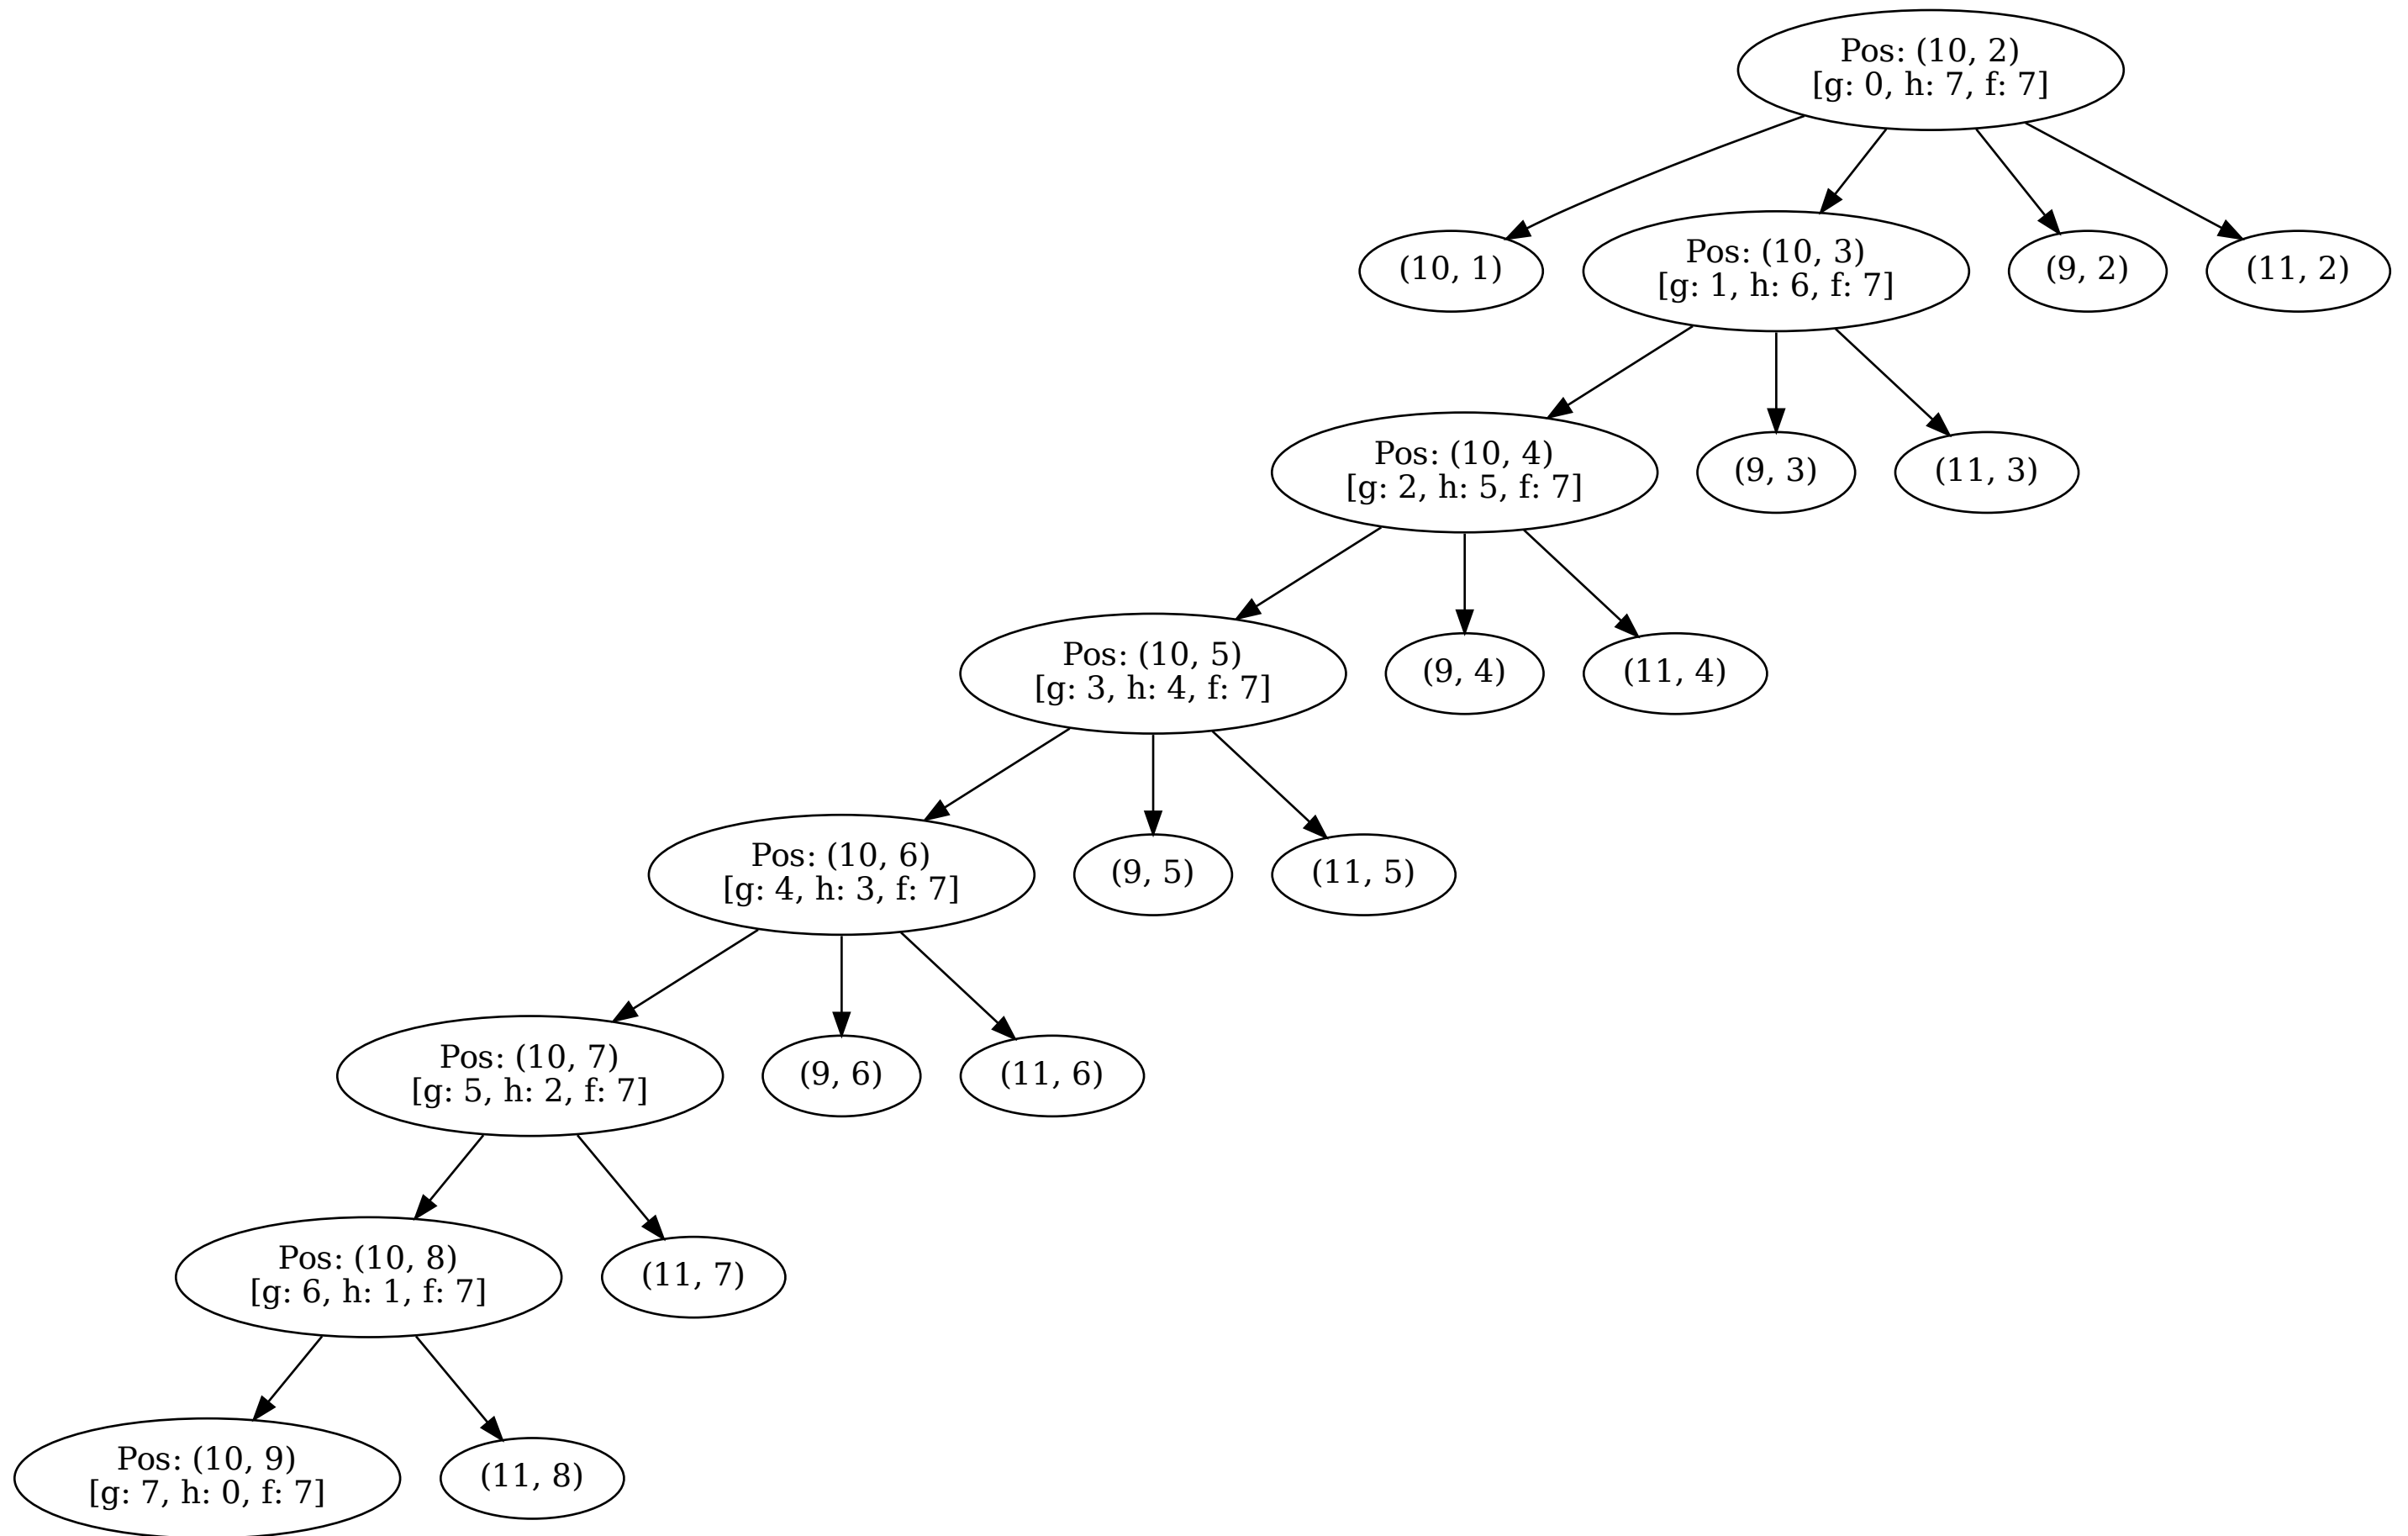 Pos: (10, 2)
[g: 0, h: 7, f: 7]
(10, 1)
Pos: (10, 3)
[g: 1, h: 6, f: 7]
(9, 2)
(11, 2)
Pos: (10, 4)
[g: 2, h: 5, f: 7]
(9, 3)
(11, 3)
Pos: (10, 5)
[g: 3, h: 4, f: 7]
(9, 4)
(11, 4)
Pos: (10, 6)
[g: 4, h: 3, f: 7]
(9, 5)
(11, 5)
Pos: (10, 7)
[g: 5, h: 2, f: 7]
(9, 6)
(11, 6)
Pos: (10, 8)
[g: 6, h: 1, f: 7]
(11, 7)
Pos: (10, 9)
[g: 7, h: 0, f: 7]
(11, 8)